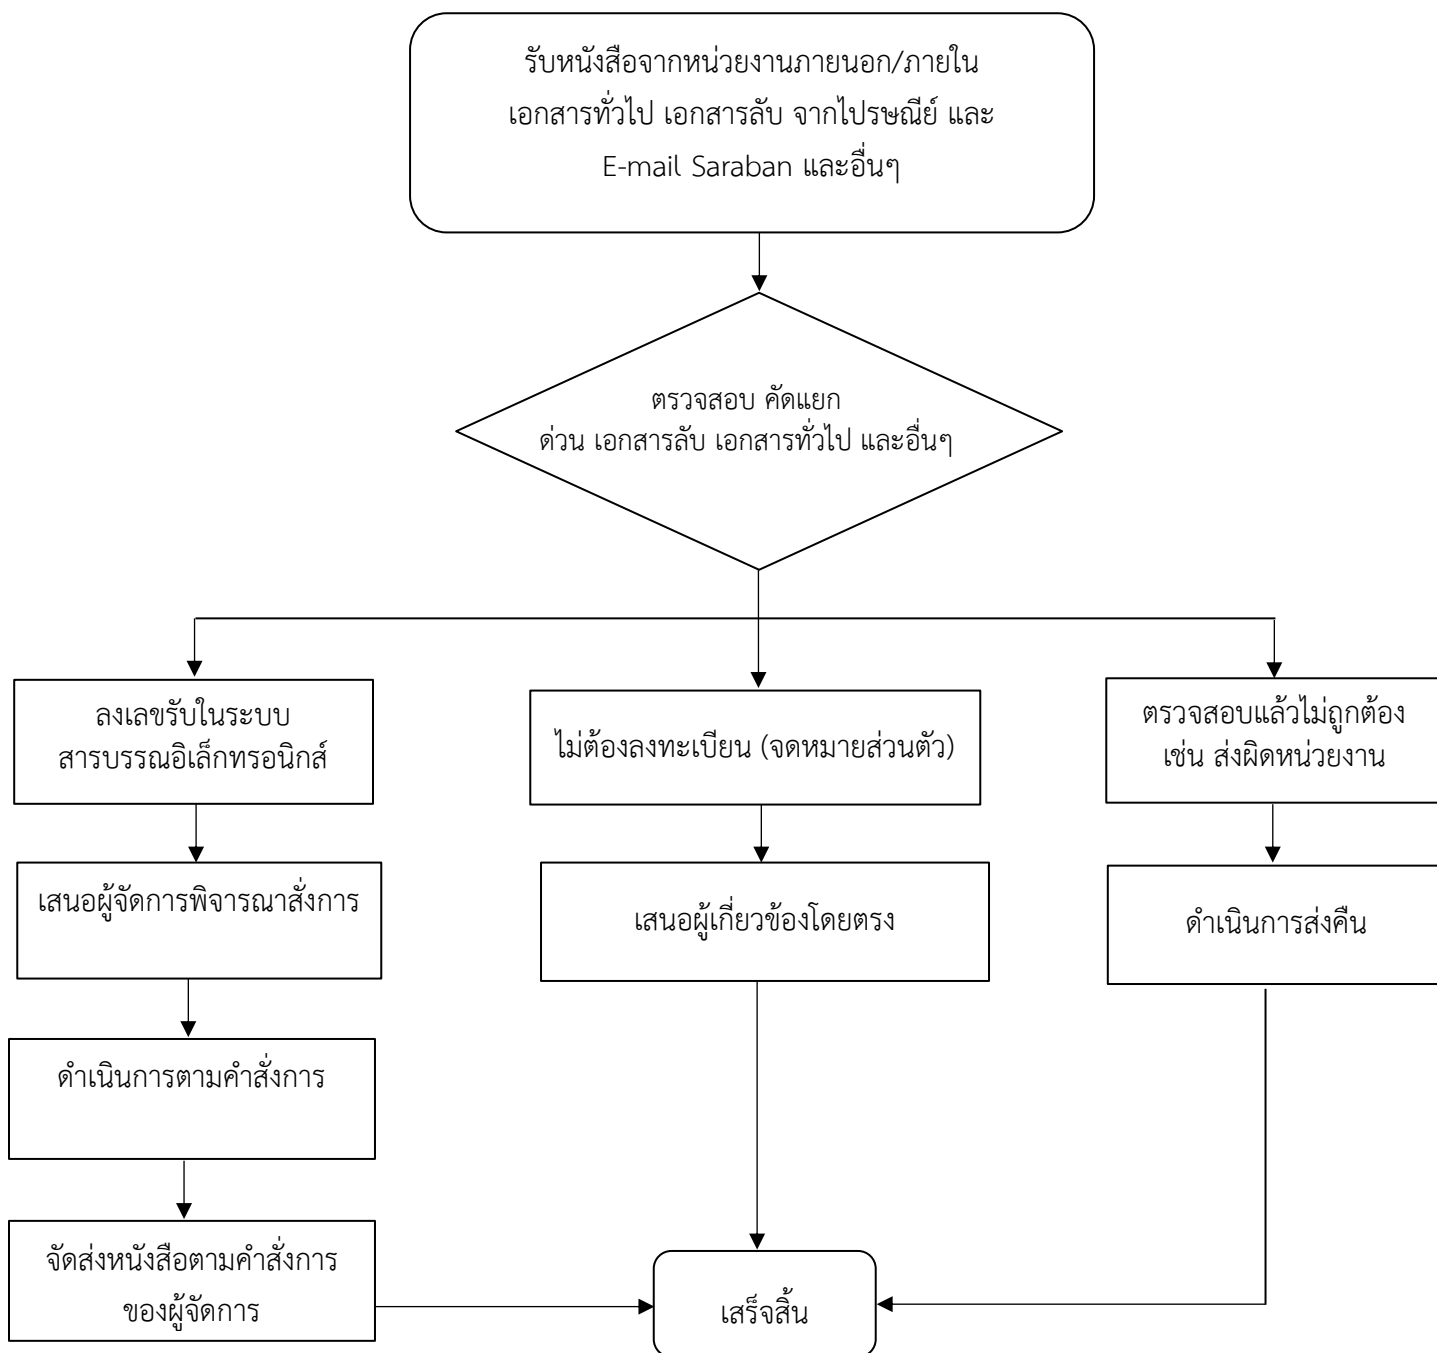 รับหนังสือจากหน่วยงานภายนอก/ภายใน
เอกสารทั่วไป เอกสารลับ จากไปรษณีย์ และ
E-mail Saraban และอื่นๆ
ตรวจสอบ คัดแยก
ด่วน เอกสารลับ เอกสารทั่วไป และอื่นๆ
ลงเลขรับในระบบ
สารบรรณอิเล็กทรอนิกส์
ไม่ต้องลงทะเบียน (จดหมายส่วนตัว)
ตรวจสอบแล้วไม่ถูกต้อง
เช่น ส่งผิดหน่วยงาน
เสนอผู้จัดการพิจารณาสั่งการ
เสนอผู้เกี่ยวข้องโดยตรง
ดำเนินการส่งคืน
ดำเนินการตามคำสั่งการ
จัดส่งหนังสือตามคำสั่งการ
ของผู้จัดการ
เสร็จสิ้น